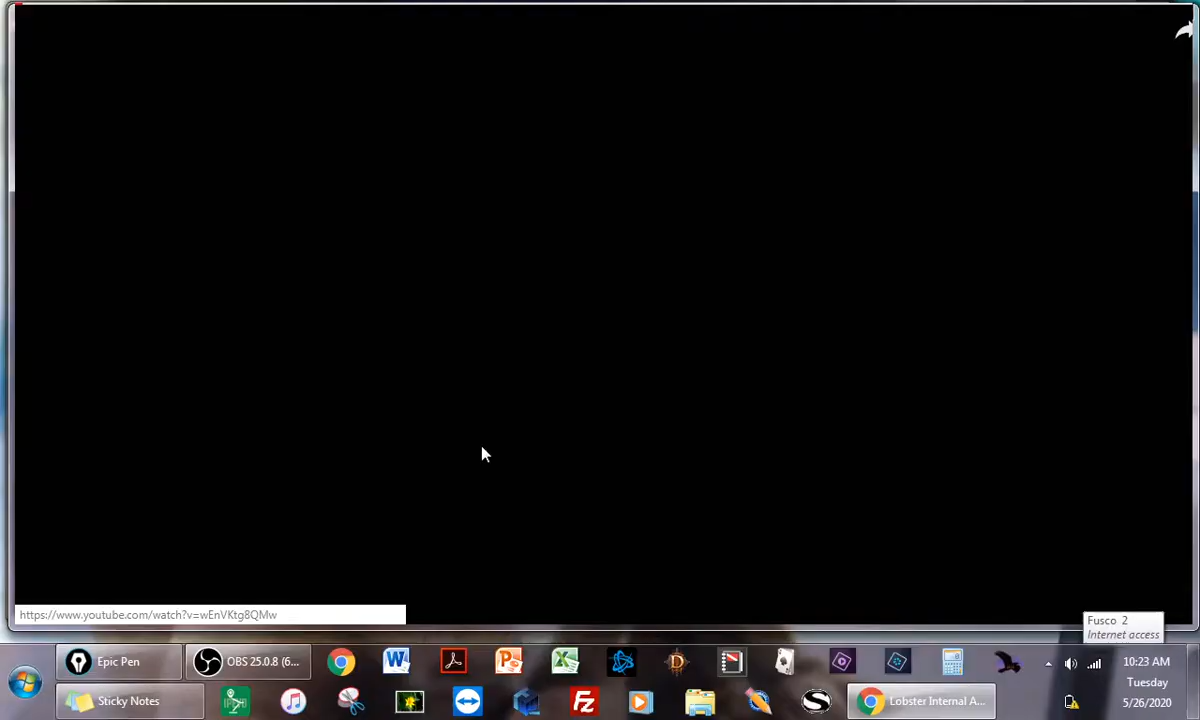 https://www.youtube.com/watch?v=wEnVKtg8QMw
Fusco 2
Internet access
Epic Pen
OBS 25.0.8 (6...
10:23 AM
Tuesday
5/26/2020
Sticky Notes
Lobster Internal A...